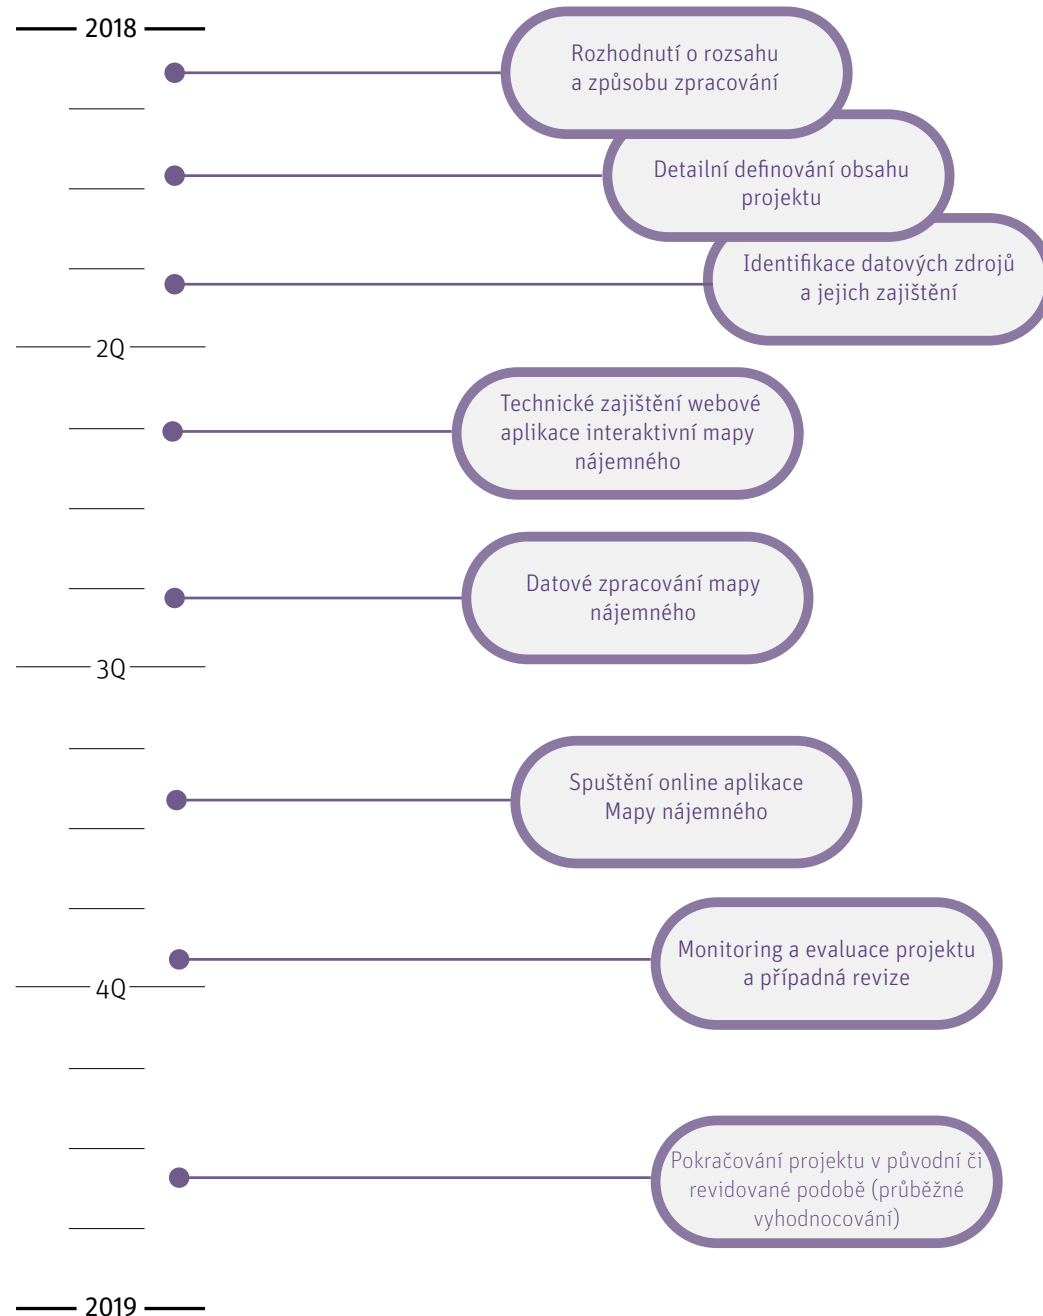 2018
Rozhodnutí o rozsahu
a způsobu zpracování
Detailní definování obsahu
projektu
Identifikace datových zdrojů
a jejich zajištění
2Q
Technické zajištění webové
aplikace interaktivní mapy
nájemného
Datové zpracování mapy
nájemného
3Q
Spuštění online aplikace
Mapy nájemného
Monitoring a evaluace projektu
a případná revize
4Q
Pokračování projektu v původní či
revidované podobě (průběžné
vyhodnocování)
2019